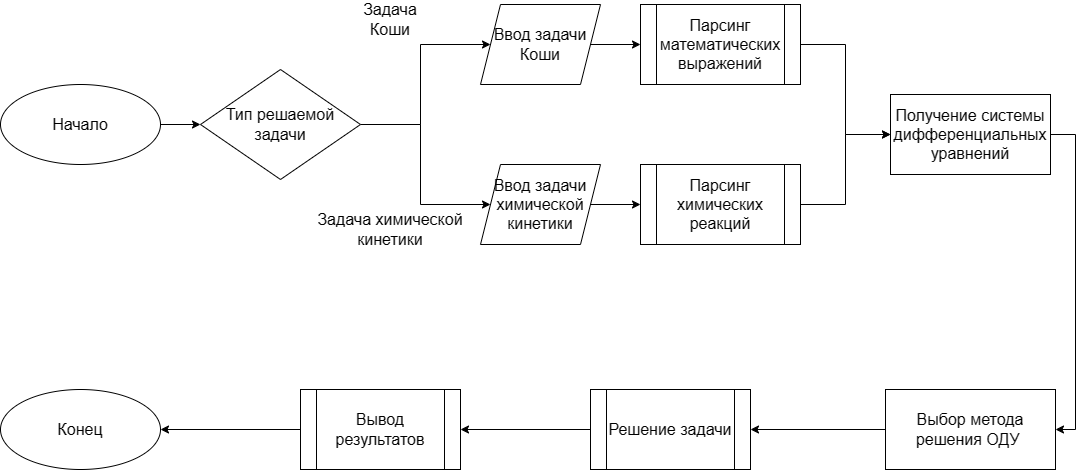 Начало
Тип решаемой
задачи
Задача
Коши
Ввод задачи
Коши
Парсинг
математических
выражений
Задача химической
кинетики
Ввод задачи
химической
кинетики
Парсинг
химических
реакций
Получение системы
дифференциальных
уравнений
Выбор метода
решения ОДУ
Решение задачи
Вывод
результатов
Конец